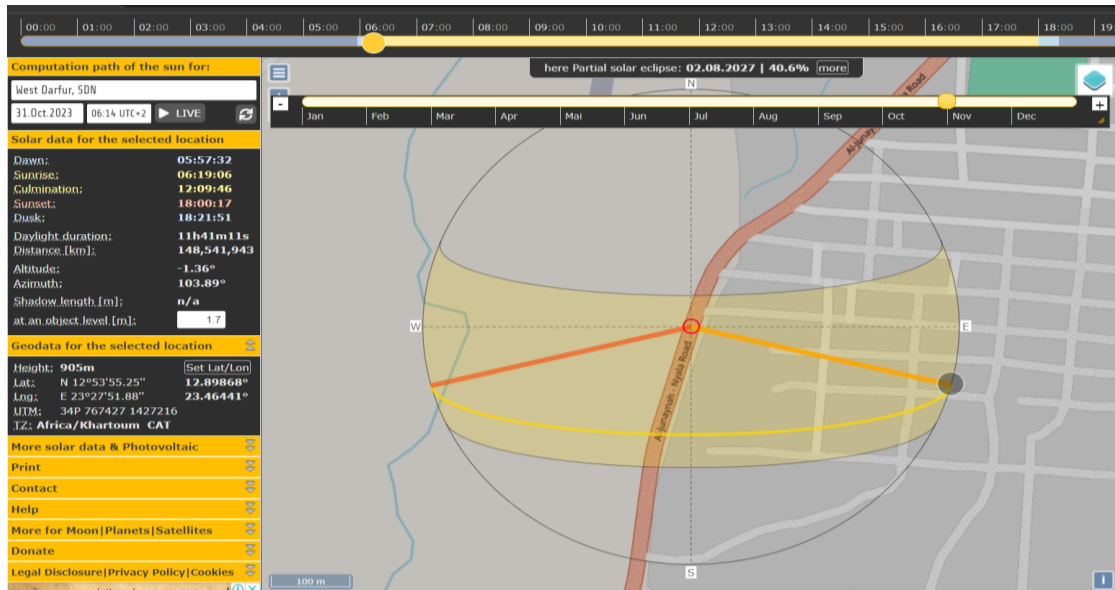 00:00 01:00 02:00 03:00 04:00 05:00 06:00 07:00 08:00 09:00 10:00 11:00 12:00 13:00 14:00 15:00 16:00 17:00 18:00 19:
Computation path of the sun for:
West Darfur, SDN
31.Oct.2023 06:14 UTC+2 LIVE
Solar data for the selected location
Dawn: 05:57:32
Sunrise: 06:19:06
Culmination: 12:09:46
Sunset: 18:00:17
Dusk: 18:21:51
Daylight duration: 11h41m11s
Distance [km]: 148,541,943
Altitude: -1.36°
Azimuth: 103.89°
Shadow length [m]: n/a
at an object level [m]: 1.7
Geodata for the selected location
Height: 905m Set Lat/Lon
Lat: N 12°53'55.25'' 12.89868°
Lng: E 23°27'51.88'' 23.46441°
UTM: 34P 767427 1427216
TZ: Africa/Khartoum CAT
More solar data & Photovoltaic
Print
Contact
Help
More for Moon|Planets|Satellites
Donate
Legal Disclosure|Privacy Policy|Cookies
here Partial solar eclipse: 02.08.2027 | 40.6% more
N
- +
Jan Feb Mar Apr Mai Jun Jul Aug Sep Oct Nov Dec
Road
Al-Junay
W
E
A-Junaynah - Nyala Road
S
100 m
i